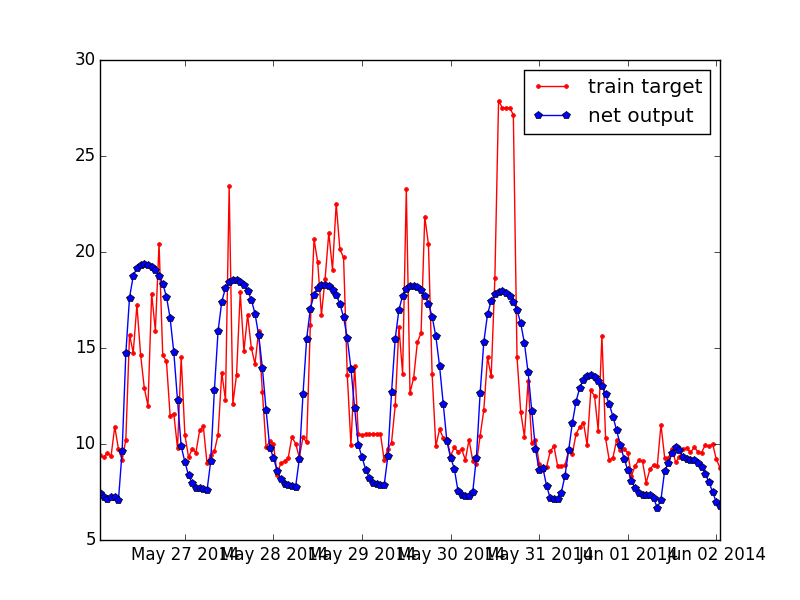 30
25
20
15
10
5
train target
net output
May 27 2014
May 28 2014
May 29 2014
May 30 2014
May 31 2014
Jun 01 2014
Jun 02 2014